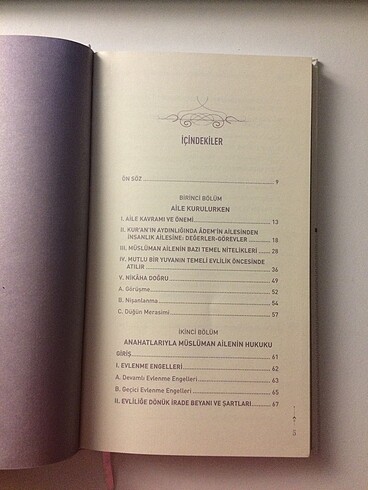 İÇİNDEKİLER
ÖN SÖZ 9
BİRİNCİ BÖLÜM
AİLE KURULURKEN
I. AİLE KAVRAMI VE ÖNEMİ 13
II. KUR'AN'IN AYDINLIĞINDA ÂDEM'İN AİLESİNDEN
İNSANLIK AİLESİNE: DEĞERLER-GÖREVLER 18
III. MÜSLÜMAN AİLENİN BAZI TEMEL NİTELİKLERİ 28
IV. MUTLU BİR YUVANIN TEMELİ EVLİLİK ÖNCESİNDE
ATILIR 36
V. NİKÂHA DOĞRU 49
A. Görüşme 52
B. Nişanlanma 54
C. Düğün Merasimi 57
İKİNCİ BÖLÜM
ANAHATLARIYLA MÜSLÜMAN AİLENİN HUKUKU
GİRİŞ 61
I. EVLENME ENGELLERİ 62
A. Devamlı Evlenme Engelleri 63
B. Geçici Evlenme Engelleri 65
II. EVLİLİĞE DÖNÜK İRADE BEYANI VE ŞARTLARI 67